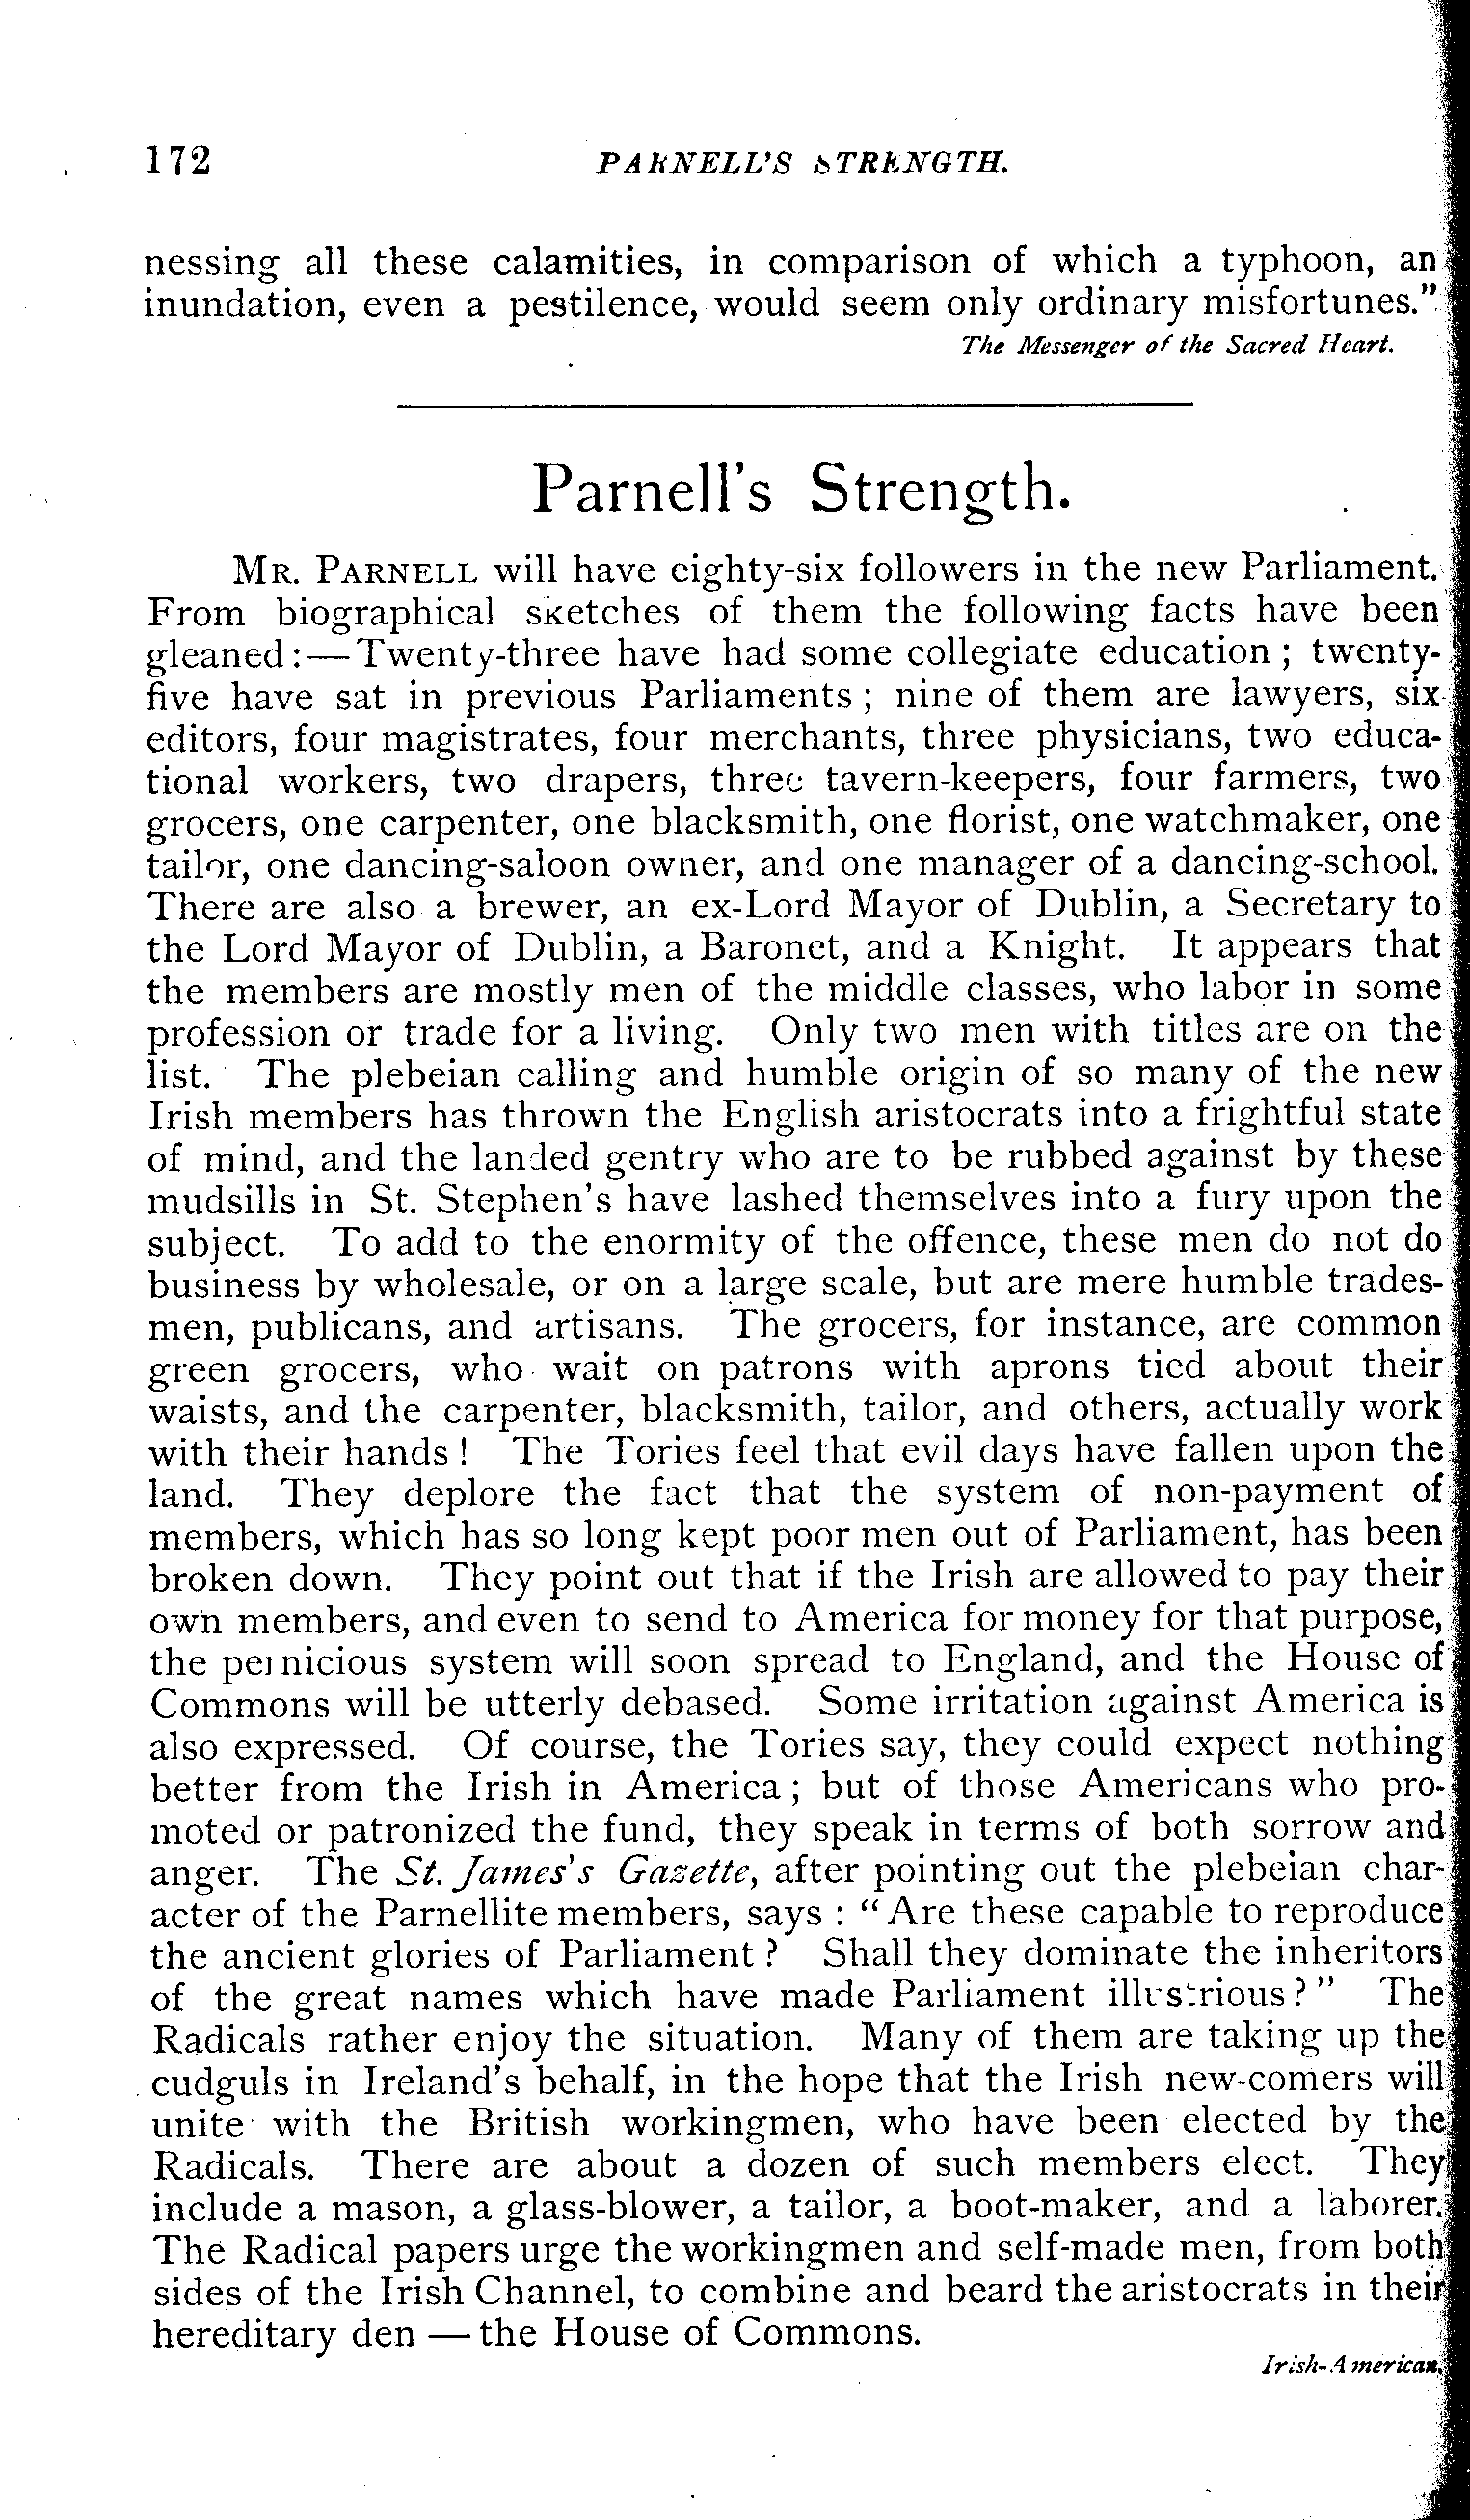 172 PARNELL'S STRENGTH.
nessing all these calamities, in comparison of which a typhoon, an
inundation, even a pestilence, would seem only ordinary misfortunes."
The Messenger of the Sacred Heart.
Parnell's Strength.
MR. PARNELL will have eighty-six followers in the new Parliament.
From biographical sketches of them the following facts have been
gleaned:—Twenty-three have had some collegiate education; twenty-
five have sat in previous Parliaments; nine of them are lawyers, six
editors, four magistrates, four merchants, three physicians, two educa-
tional workers, two drapers, three tavern-keepers, four farmers, two
grocers, one carpenter, one blacksmith, one florist, one watchmaker, one
tailor, one dancing-saloon owner, and one manager of a dancing-school.
There are also a brewer, an ex-Lord Mayor of Dublin, a Secretary to
the Lord Mayor of Dublin, a Baronet, and a Knight. It appears that
the members are mostly men of the middle classes, who labor in some
profession or trade for a living. Only two men with titles are on the
list. The plebeian calling and humble origin of so many of the new
Irish members has thrown the English aristocrats into a frightful state
of mind, and the landed gentry who are to be rubbed against by these
mudsills in St. Stephen's have lashed themselves into a fury upon the
subject. To add to the enormity of the offence, these men do not do
business by wholesale, or on a large scale, but are mere humble trades-
men, publicans, and artisans. The grocers, for instance, are common
green grocers, who wait on patrons with aprons tied about their
waists, and the carpenter, blacksmith, tailor, and others, actually work
with their hands! The Tories feel that evil days have fallen upon the
land. They deplore the fact that the system of non-payment of
members, which has so long kept poor men out of Parliament, has been
broken down. They point out that if the Irish are allowed to pay their
own members, and even to send to America for money for that purpose,
the pernicious system will soon spread to England, and the House of
Commons will be utterly debased. Some irritation against America is
also expressed. Of course, the Tories say, they could expect nothing
better from the Irish in America; but of those Americans who pro-
moted or patronized the fund, they speak in terms of both sorrow and
anger. The St. James's Gazette, after pointing out the plebeian char-
acter of the Parnellite members, says: "Are these capable to reproduce
the ancient glories of Parliament? Shall they dominate the inheritors
of the great names which have made Parliament illustrious?" The
Radicals rather enjoy the situation. Many of them are taking up the
cudguls in Ireland's behalf, in the hope that the Irish new-comers will
unite with the British workingmen, who have been elected by the
Radicals. There are about a dozen of such members elect. They
include a mason, a glass-blower, a tailor, a boot-maker, and a laborer.
The Radical papers urge the workingmen and self-made men, from both
sides of the Irish Channel, to combine and beard the aristocrats in their
hereditary den — the House of Commons.
Irish-American.